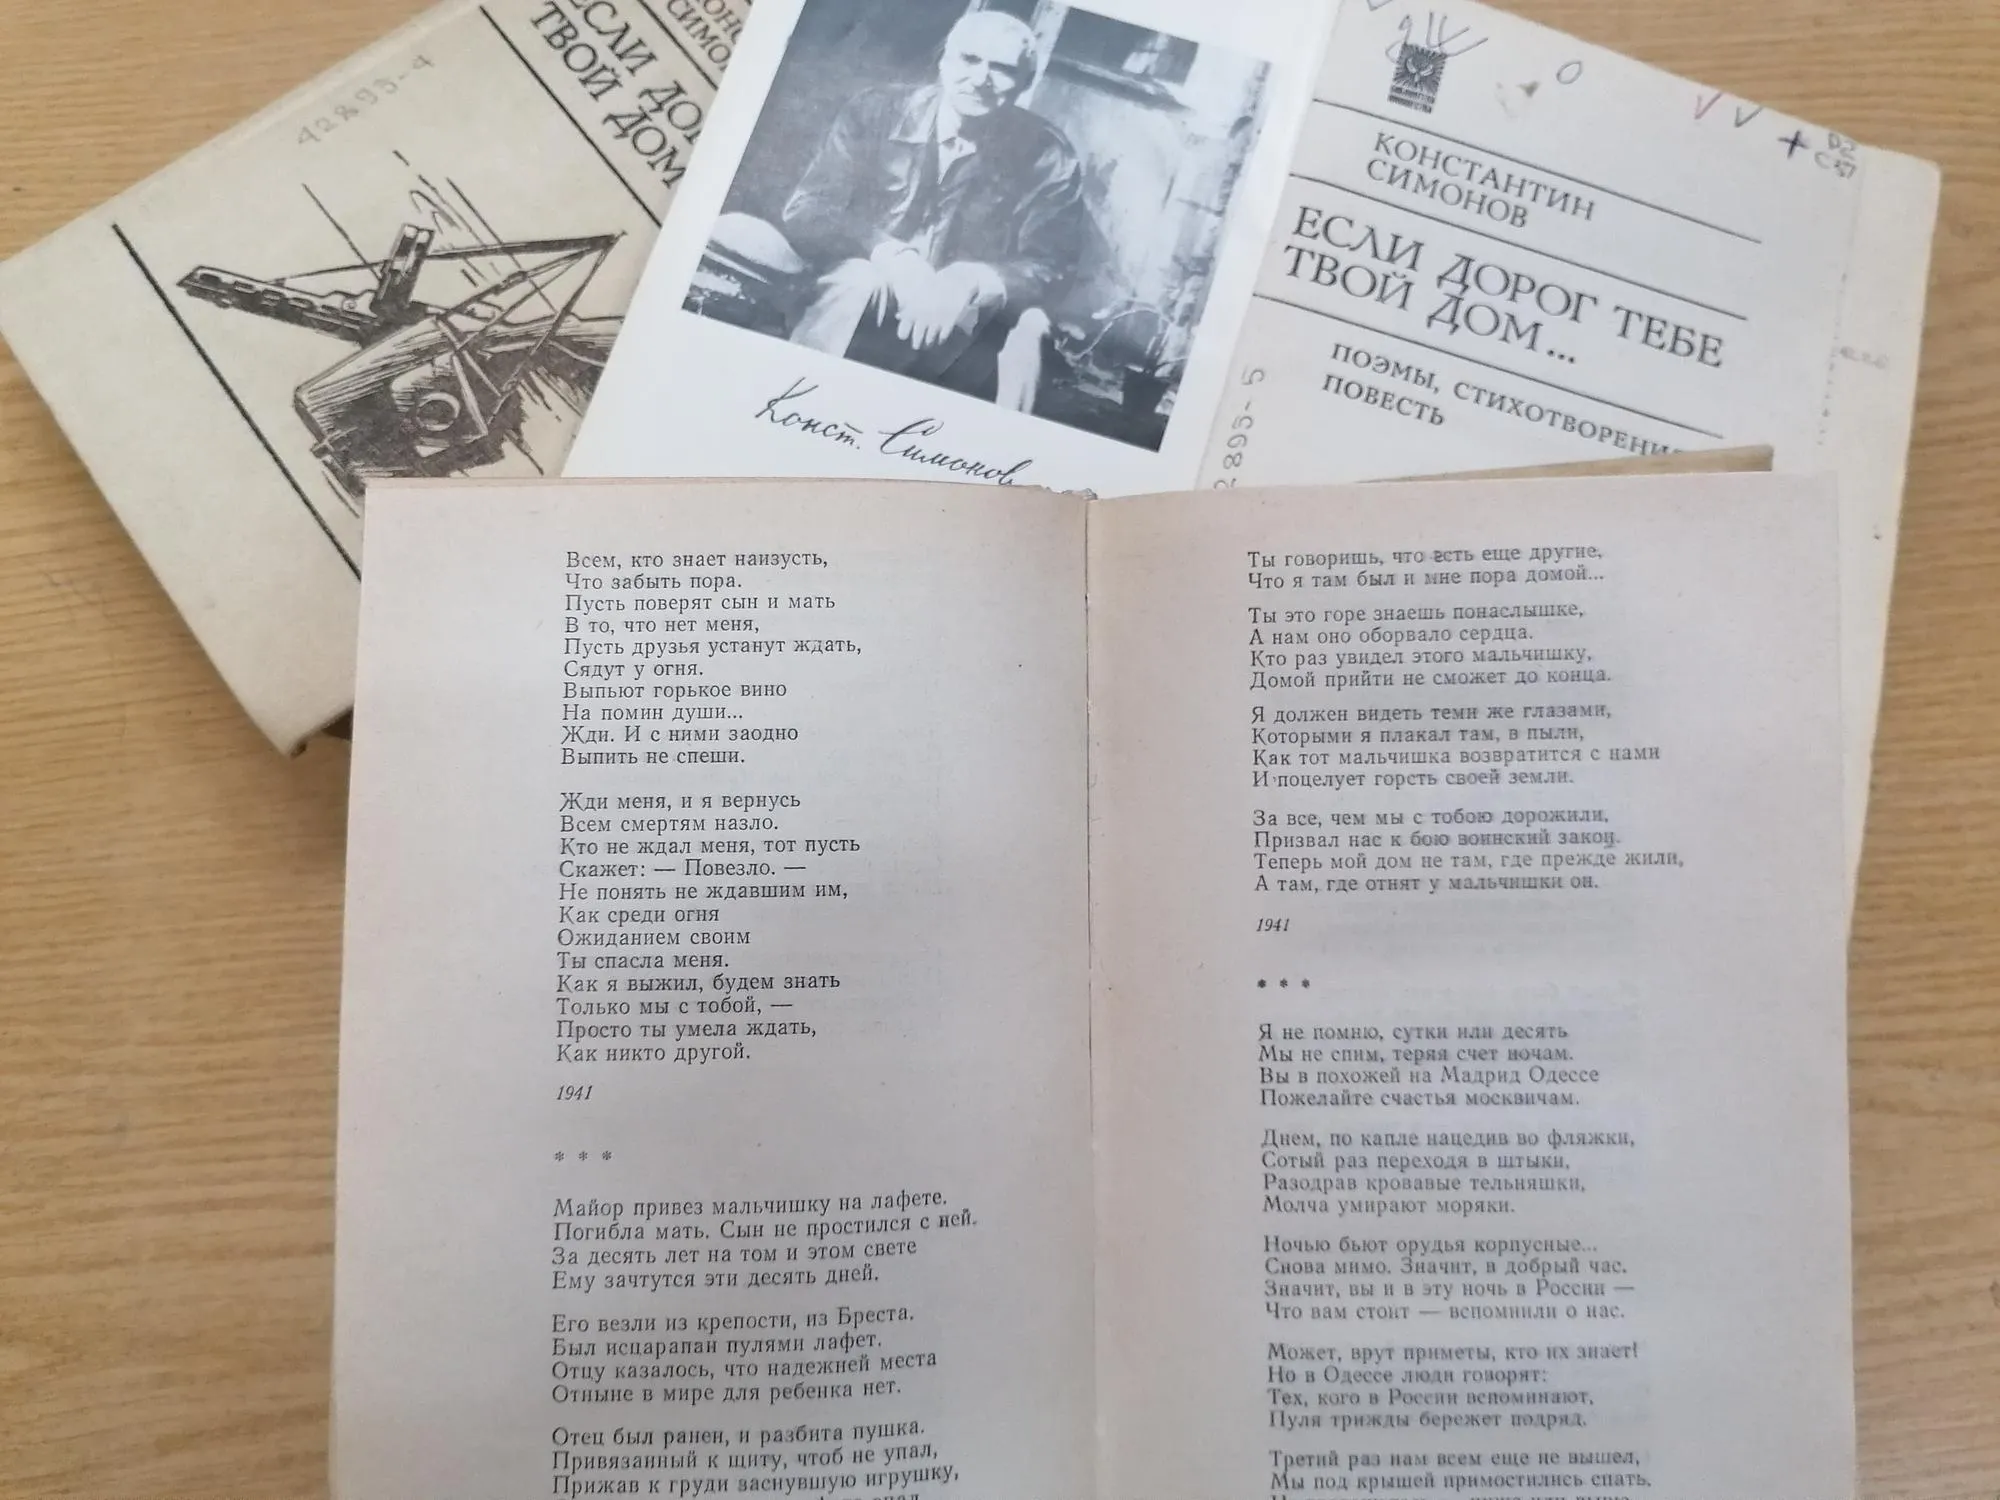 КОНС
СИМО
ЕСЛИ ДОР
ТВОЙ ДОМ
42893-4
Конст. Симонов
БИБЛИОТЕКА
ЮНОШЕСТВА
КОНСТАНТИН
СИМОНОВ
ЕСЛИ ДОРОГ ТЕБЕ
ТВОЙ ДОМ...
ПОЭМЫ, СТИХОТВОРЕНИ
ПОВЕСТЬ
2893-5
Р2
С37
Всем, кто знает наизусть,
Что забыть пора.
Пусть поверят сын и мать
В то, что нет меня,
Пусть друзья устанут ждать,
Сядут у огня.
Выпьют горькое вино
На помин души...
Жди. И с ними заодно
Выпить не спеши.
Жди меня, и я вернусь
Всем смертям назло.
Кто не ждал меня, тот пусть
Скажет: — Повезло. —
Не понять не ждавшим им,
Как среди огня
Ожиданием своим
Ты спасла меня.
Как я выжил, будем знать
Только мы с тобой, —
Просто ты умела ждать,
Как никто другой.
1941
* * *
Майор привез мальчишку на лафете.
Погибла мать. Сын не простился с ней.
За десять лет на том и этом свете
Ему зачтутся эти десять дней.
Его везли из крепости, из Бреста.
Был исцарапан пулями лафет.
Отцу казалось, что надежней места
Отныне в мире для ребенка нет.
Отец был ранен, и разбита пушка.
Привязанный к щиту, чтоб не упал,
Прижав к груди заснувшую игрушку,
Ты говоришь, что есть еще другие,
Что я там был и мне пора домой...
Ты это горе знаешь понаслышке,
А нам оно оборвало сердца.
Кто раз увидел этого мальчишку,
Домой прийти не сможет до конца.
Я должен видеть теми же глазами,
Которыми я плакал там, в пыли,
Как тот мальчишка возвратится с нами
И поцелует горсть своей земли.
За все, чем мы с тобою дорожили,
Призвал нас к бою воинский закон.
Теперь мой дом не там, где прежде жили,
А там, где отнят у мальчишки он.
1941
* * *
Я не помню, сутки или десять
Мы не спим, теряя счет ночам.
Вы в похожей на Мадрид Одессе
Пожелайте счастья москвичам.
Днем, по капле нацедив во фляжки,
Сотый раз переходя в штыки,
Разодрав кровавые тельняшки,
Молча умирают моряки.
Ночью бьют орудья корпусные...
Снова мимо. Значит, в добрый час.
Значит, вы и в эту ночь в России —
Что вам стоит — вспомнили о нас.
Может, врут приметы, кто их знает!
Но в Одессе люди говорят:
Тех, кого в России вспоминают,
Пуля трижды бережет подряд.
Третий раз нам всем еще не вышел,
Мы под крышей примостились спать.